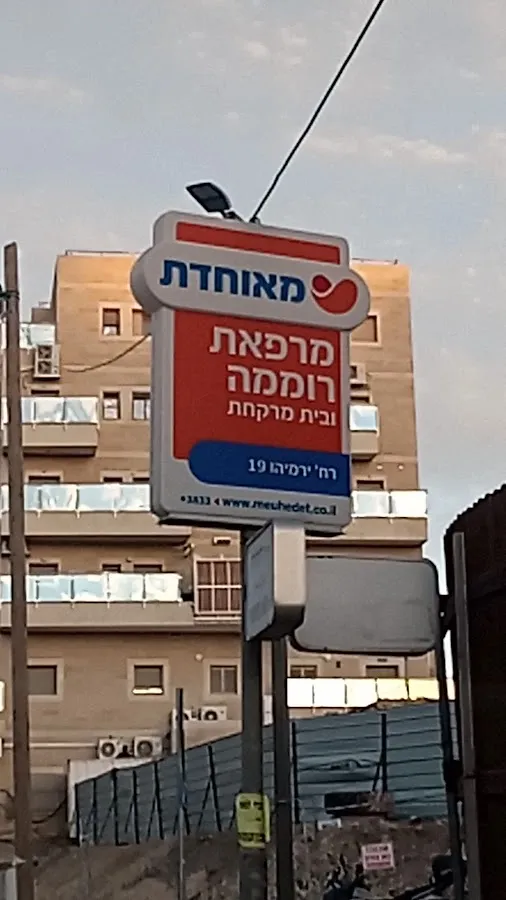 מאוחדת
מרפאת
רוממה
ובית מרקחת
רח' ירמיהו 19
*3833 www.meuhedet.co.il